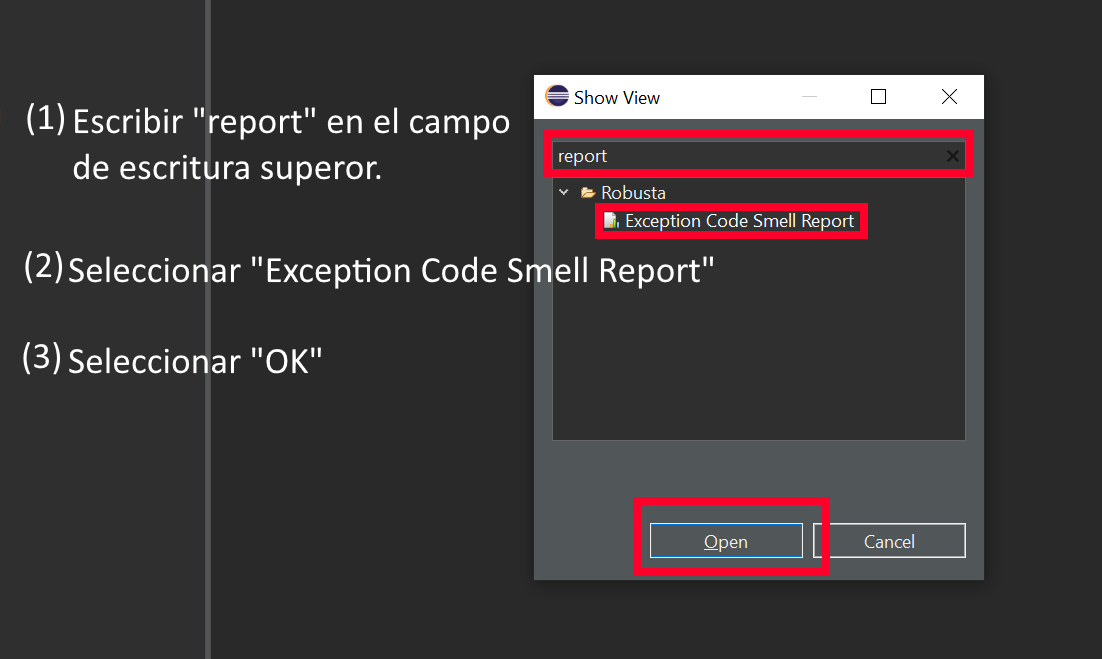 (1) Escribir "report" en el campo
de escritura superor.
(2) Seleccionar "Exception Code Smell Report"
(3) Seleccionar "OK"
Show View
report
Robusta
Exception Code Smell Report
Open
Cancel